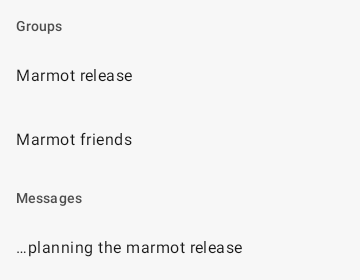 Groups
Marmot release
Marmot friends
Messages
…planning the marmot release